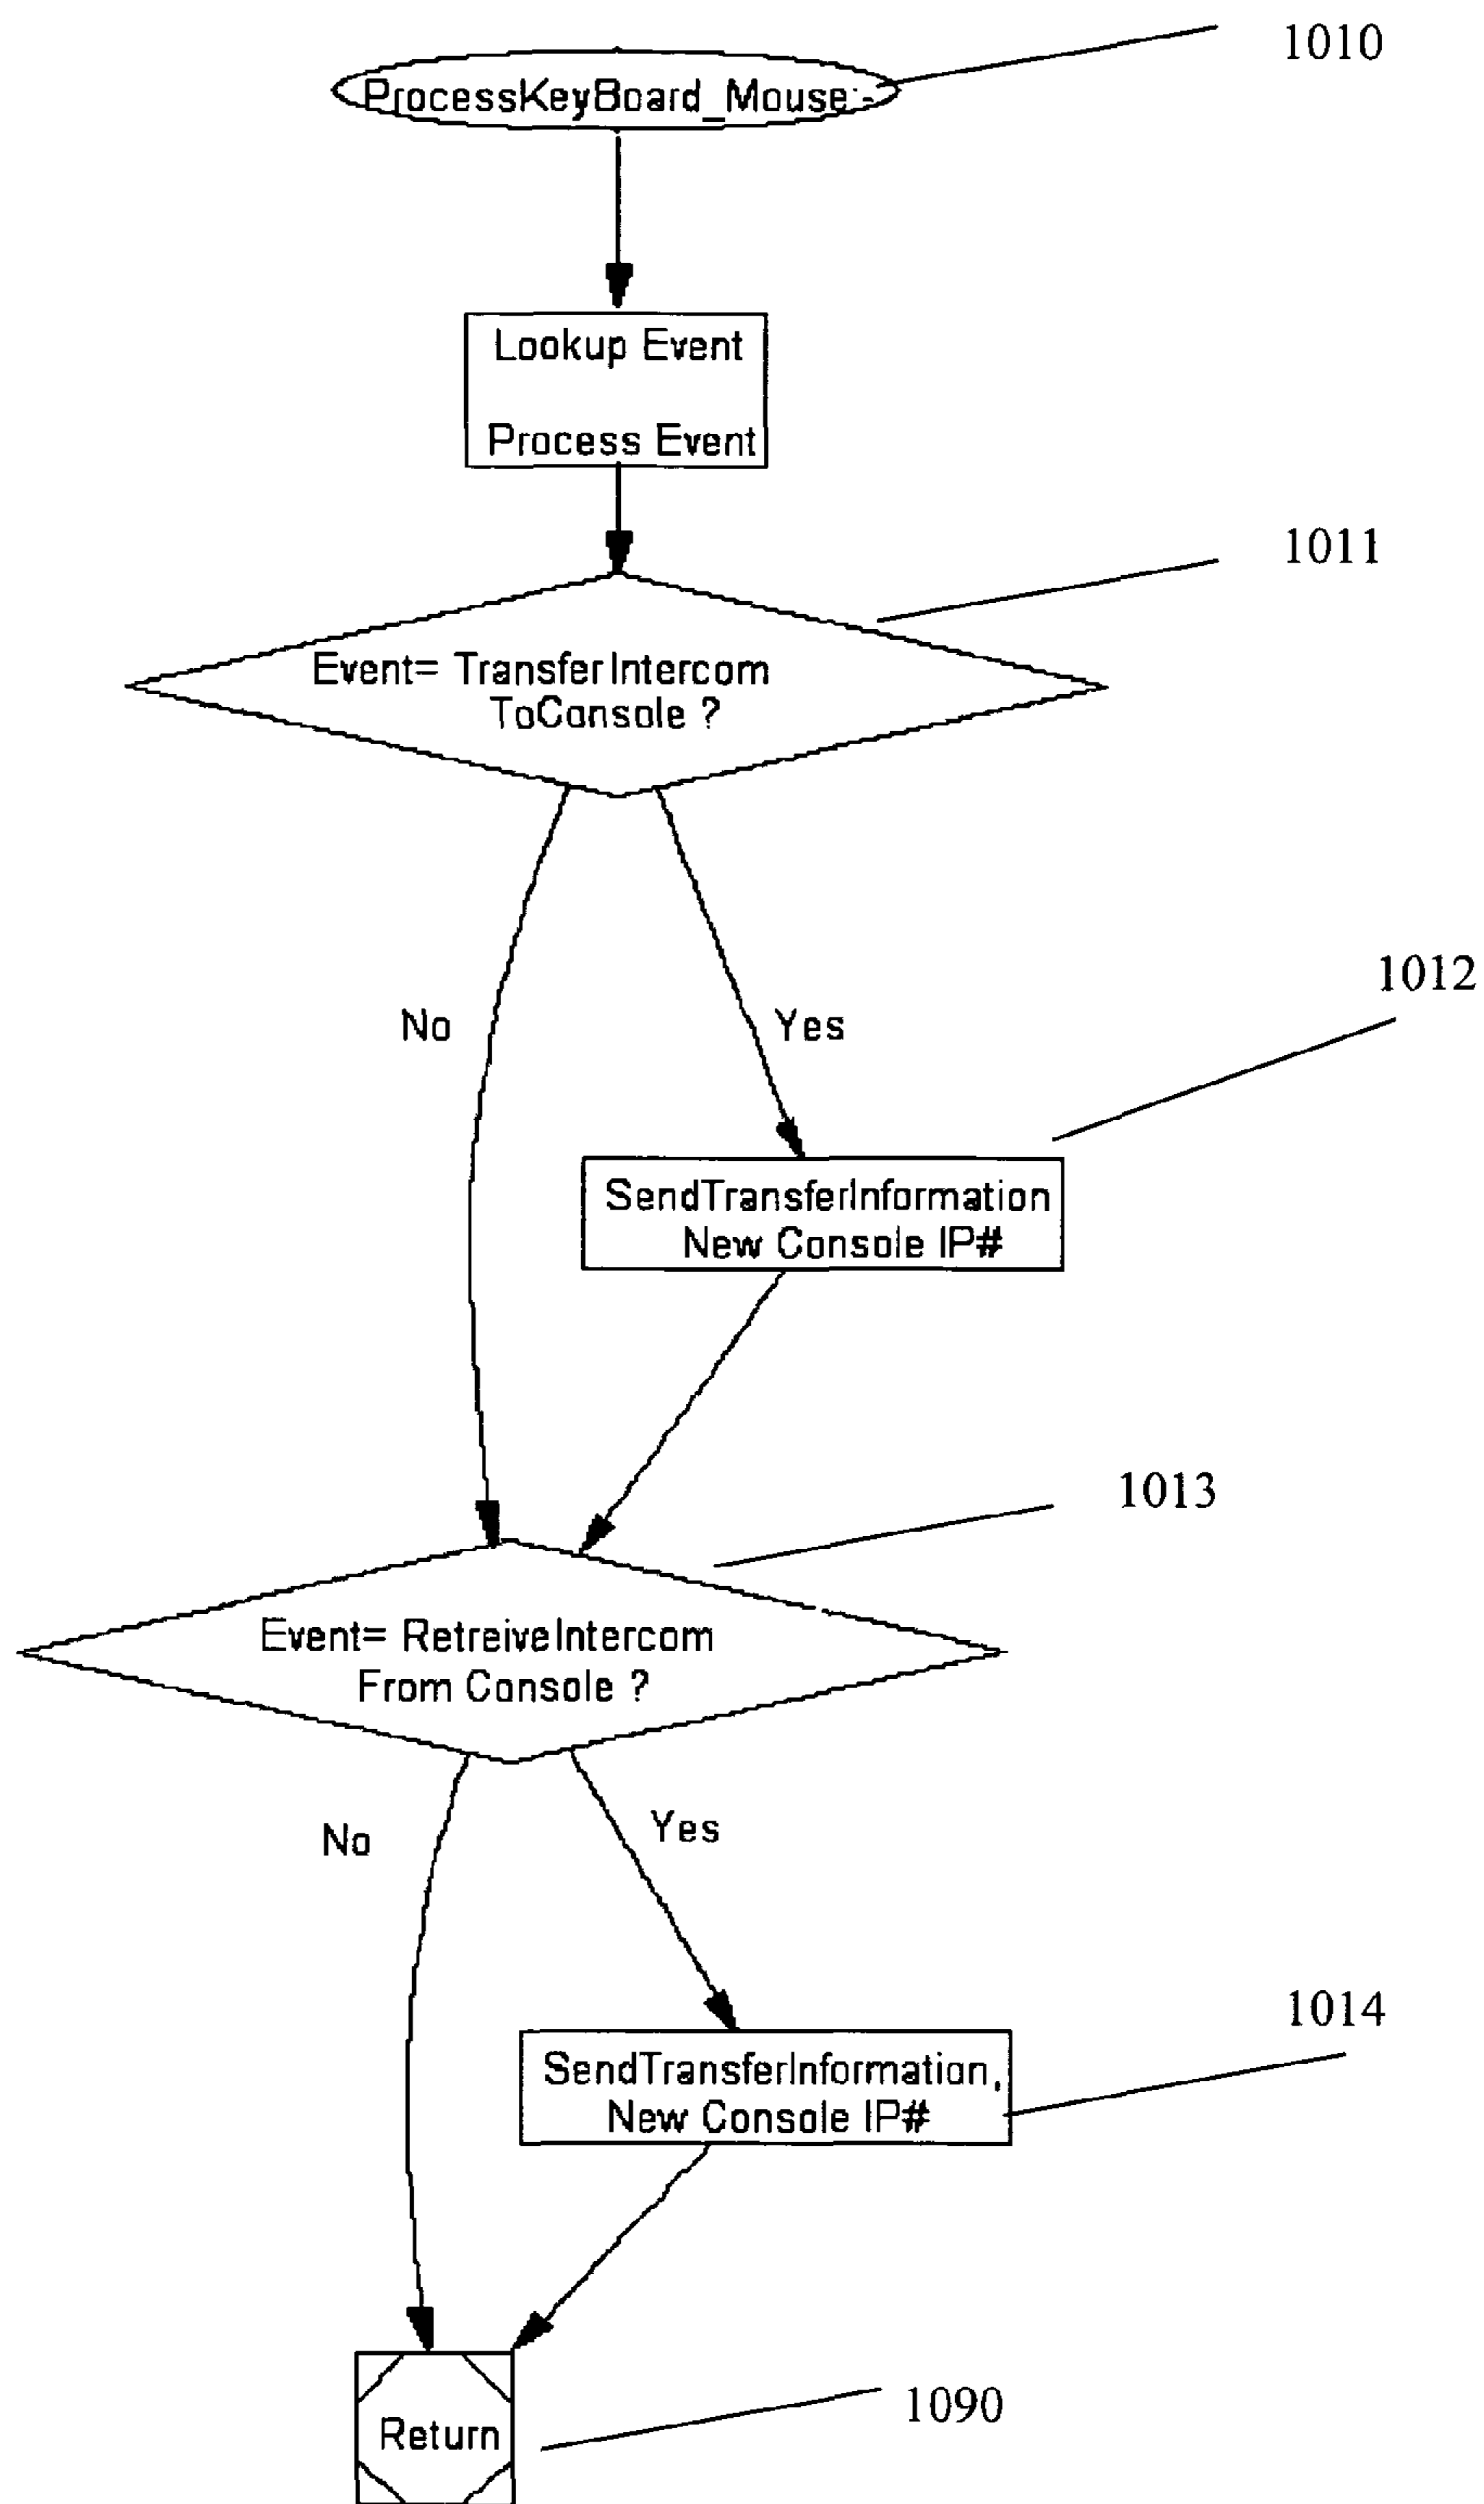 1010
ProcessKeyBoard_Mouse:-
Lookup Event
Process Event
1011
Event= TransferIntercom
ToConsole ?
1012
No
Yes
SendTransferInformation
New Console IP#
1013
Event= RetreiveIntercom
From Console ?
No
Yes
1014
SendTransferInformation,
New Console IP#
1090
Return